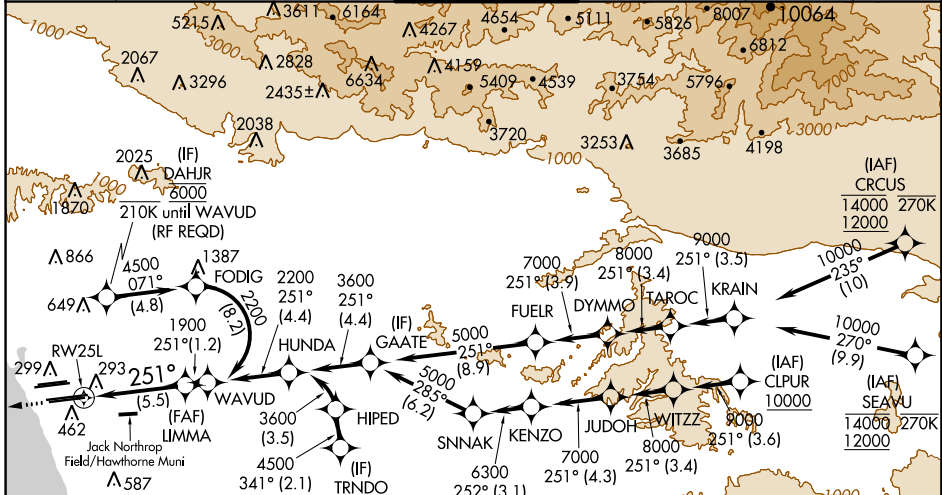 1000
5215
3611
6164
4654
5111
5826
8007
10064
4267
6812
2067
3296
2828
6634
4159
5409
4539
3754
5796
7000
2435±
2038
3720
1000
3253
3685
4198
3000
2025
1000
1870
(IF)
DAHJR
6000
210K until WAVUD
(RF REQD)
866
649
1387
FODIG
4500
071°
(4.8)
2200
(8.2)
1900
251°(1.2)
2200
251°
(4.4)
3600
251°
(4.4)
HUNDA
(IF)
GAATE
5000
251°
(8.9)
FUELR
7000
251° (3.9)
DYMMO
8000
251° (3.4)
TAROC
9000
251° (3.5)
KRAIN
(IAF)
CRCUS
14000 270K
12000
10000
235°
(10)
10000
270°
(9.9)
(IAF)
SEAVU
14000 270K
12000
(IAF)
CLPUR
10000
RW25L
299
293
462
251°
(5.5)
(FAF)
LIMMA
WAVUD
Jack Northrop
Field/Hawthorne Muni
587
3600
(3.5)
HIPED
4500
341° (2.1)
(IF)
TRNDO
5000
285°
(6.2)
SNNAK
6300
252° (3.1)
KENZO
7000
251° (4.3)
JUDOH
8000
251° (3.4)
WITZZ
9000
251° (3.6)